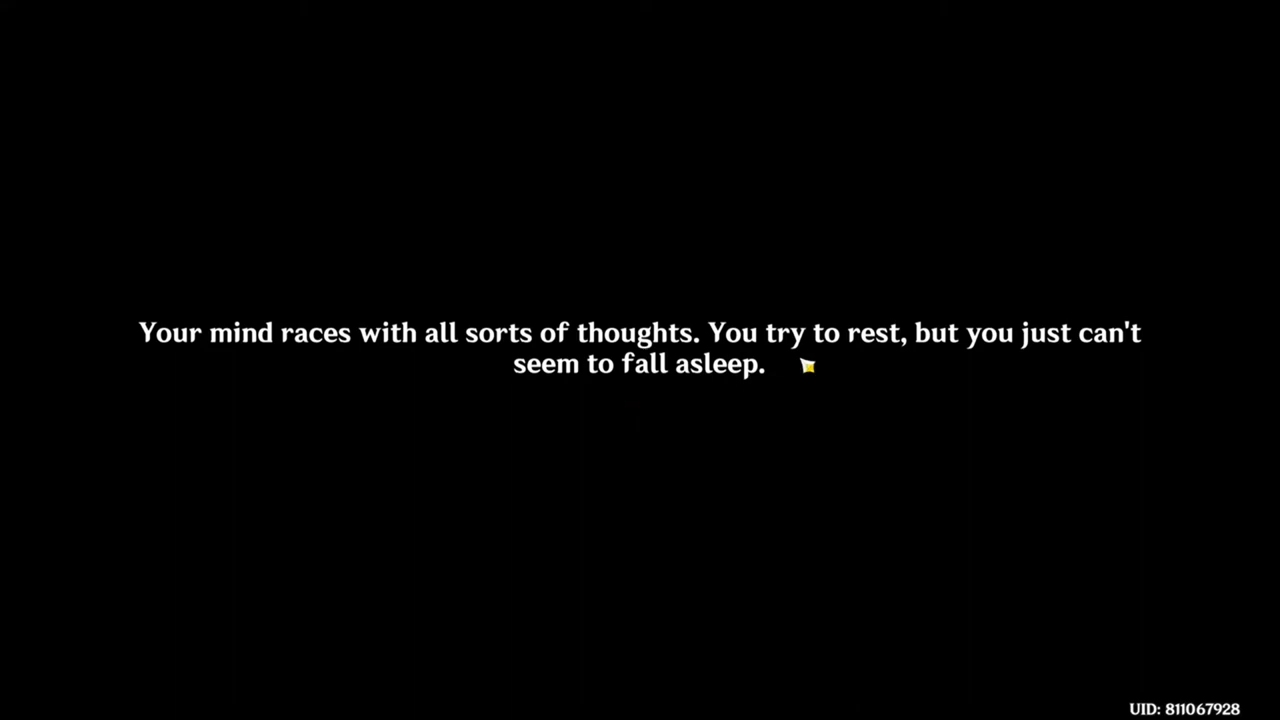 Your mind races with all sorts of thoughts. You try to rest, but you just can't
seem to fall asleep.
UID: 811067928